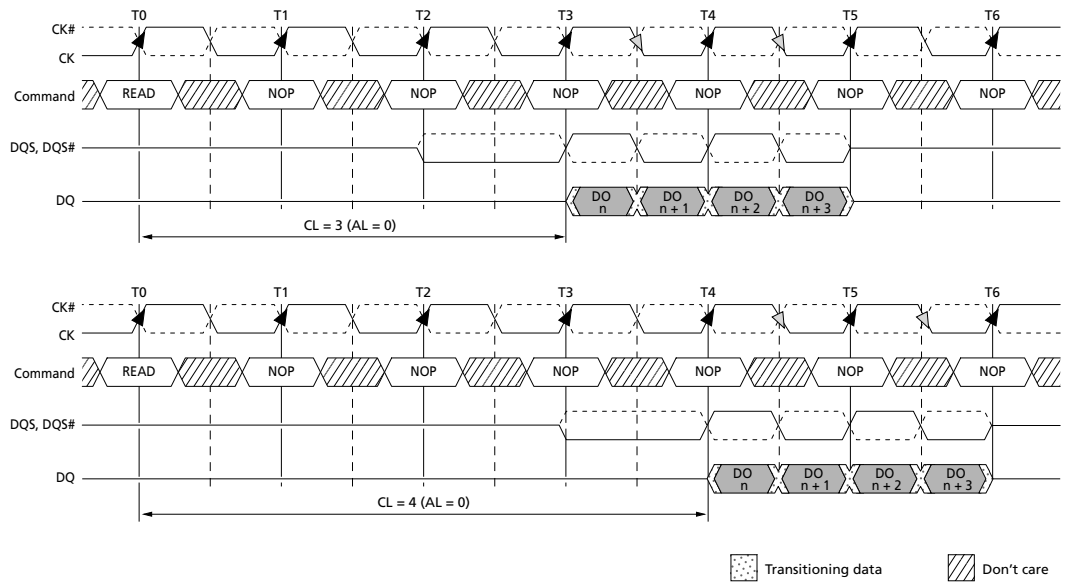 T0 T1 T2 T3 T4 T5 T6
CK#
CK
Command READ NOP NOP NOP NOP NOP NOP
DQS, DQS#
DQ DO n DO n + 1 DO n + 2 DO n + 3
CL = 3 (AL = 0)
T0 T1 T2 T3 T4 T5 T6
CK#
CK
Command READ NOP NOP NOP NOP NOP NOP
DQS, DQS#
DQ DO n DO n + 1 DO n + 2 DO n + 3
CL = 4 (AL = 0)
Transitioning data Don't care